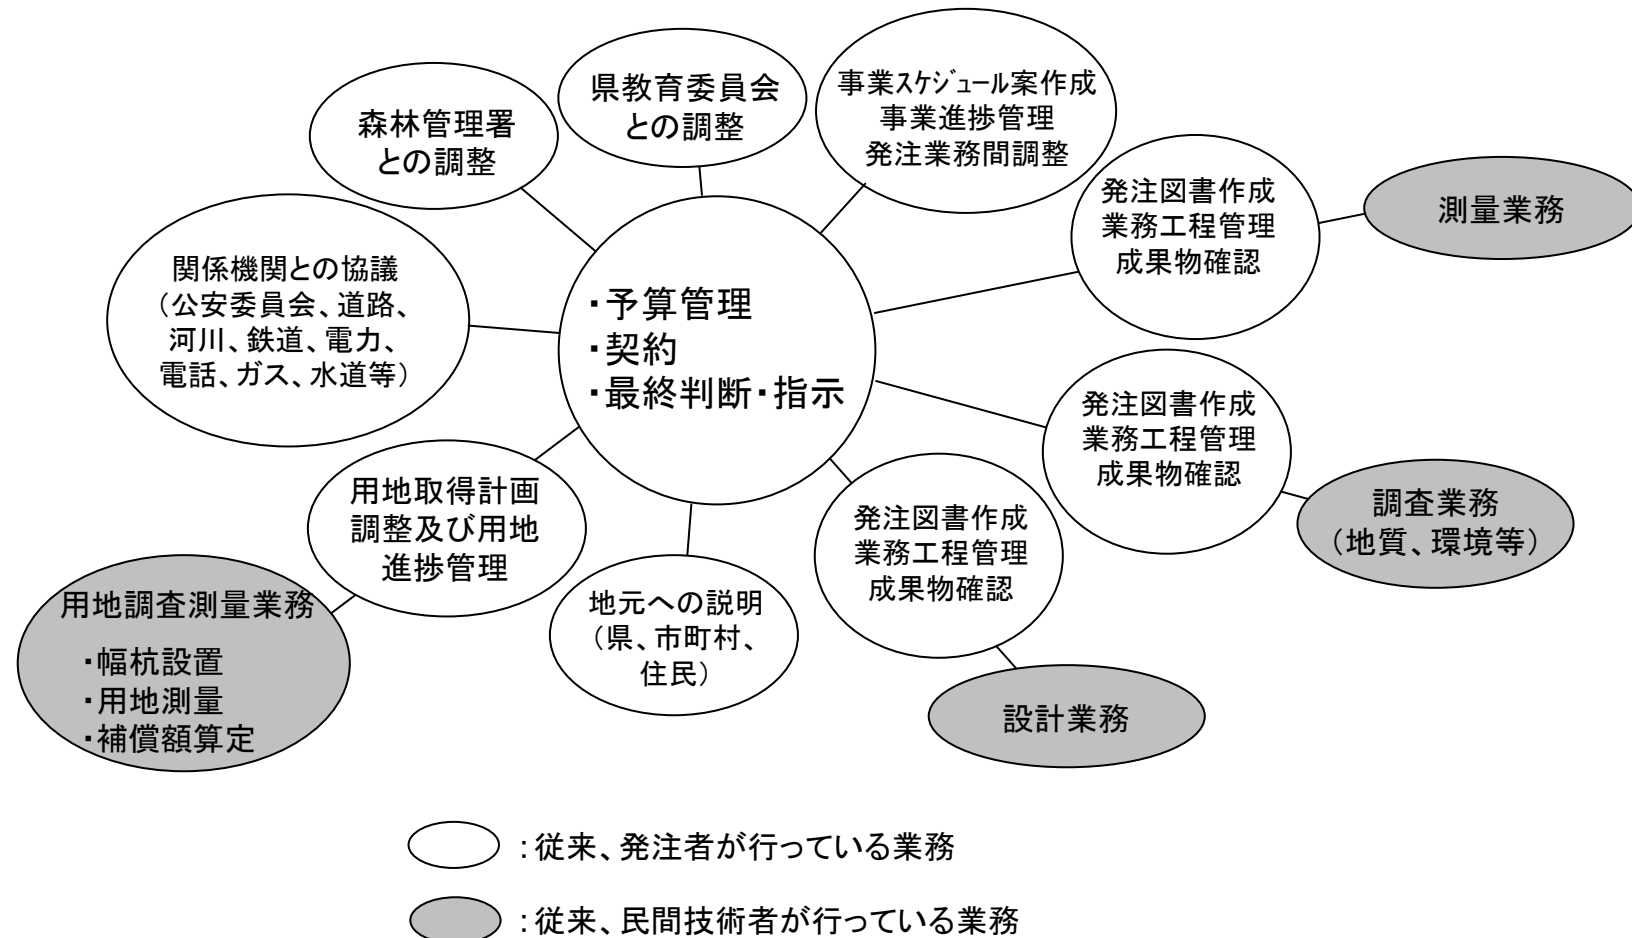 県教育委員会
との調整
事業ｽｹｼﾞｭｰﾙ案作成
事業進捗管理
発注業務間調整
森林管理署
との調整
発注図書作成
業務工程管理
成果物確認
測量業務
関係機関との協議
（公安委員会、道路、
河川、鉄道、電力、
電話、ガス、水道等）
・予算管理
・契約
・最終判断・指示
発注図書作成
業務工程管理
成果物確認
調査業務
（地質、環境等）
用地取得計画
調整及び用地
進捗管理
発注図書作成
業務工程管理
成果物確認
用地調査測量業務
・幅杭設置
・用地測量
・補償額算定
地元への説明
（県、市町村、
住民）
設計業務
：従来、発注者が行っている業務
：従来、民間技術者が行っている業務